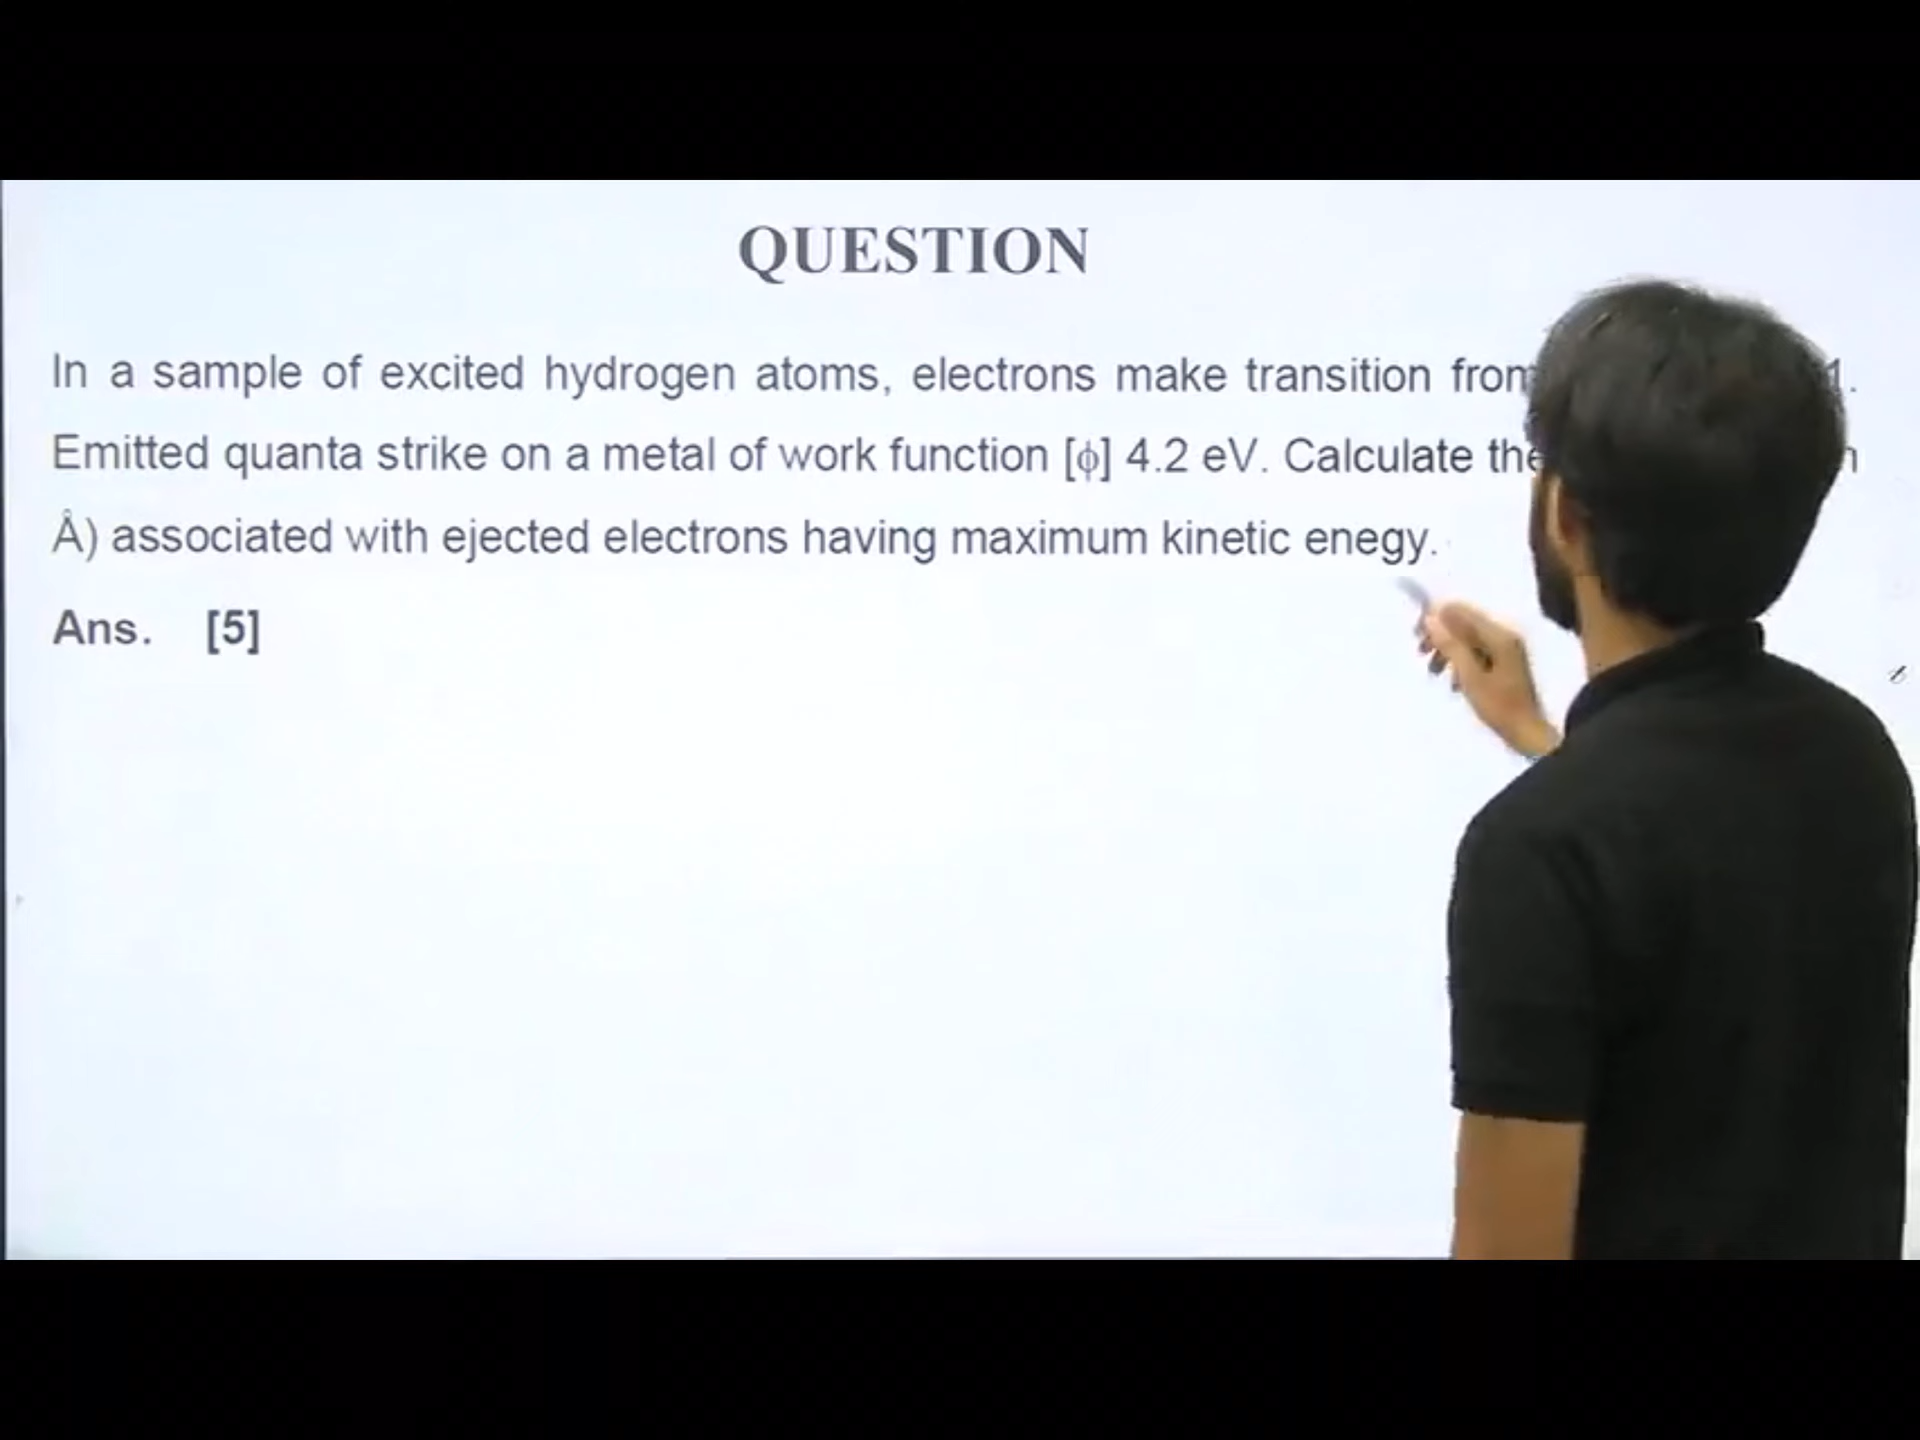 QUESTION
In a sample of excited hydrogen atoms, electrons make transition from 1.
Emitted quanta strike on a metal of work function [ϕ] 4.2 eV. Calculate the
Å) associated with ejected electrons having maximum kinetic enegy.
Ans. [5]